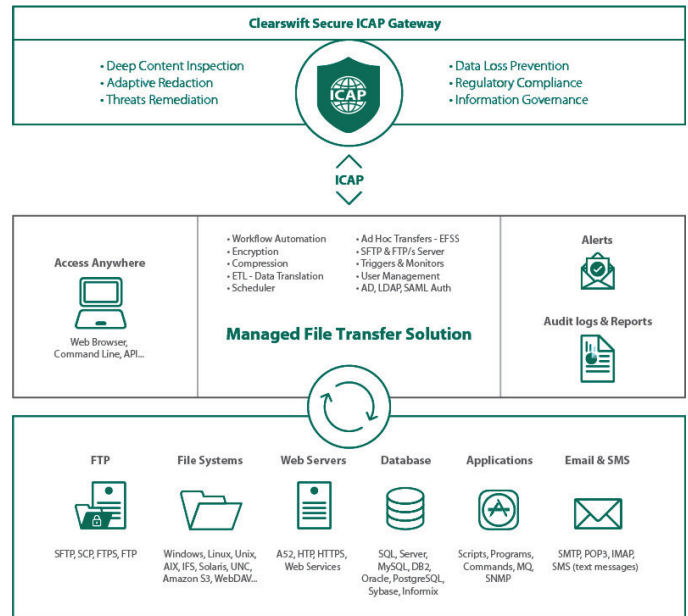 Clearswift Secure ICAP Gateway
• Deep Content Inspection
• Adaptive Redaction
• Threats Remediation
ICAP
• Data Loss Prevention
• Regulatory Compliance
• Information Governance
ICAP
Access Anywhere
Web Browser,
Command Line, API...
• Workflow Automation
• Encryption
• Compression
• ETL - Data Translation
• Scheduler
• Ad Hoc Transfers - EFSS
• SFTP & FTP/s Server
• Triggers & Monitors
• User Management
• AD, LDAP, SAML Auth
Managed File Transfer Solution
Alerts
Audit logs & Reports
FTP
SFTP, SCP, FTPS, FTP
File Systems
Windows, Linux, Unix,
AIX, IFS, Solaris, UNC,
Amazon S3, WebDAV...
Web Servers
A52, HTP, HTTPS,
Web Services
Database
SQL, Server,
MySQL, DB2,
Oracle, PostgreSQL,
Sybase, Informix
Applications
Scripts, Programs,
Commands, MQ,
SNMP
Email & SMS
SMTP, POP3, IMAP,
SMS (text messages)